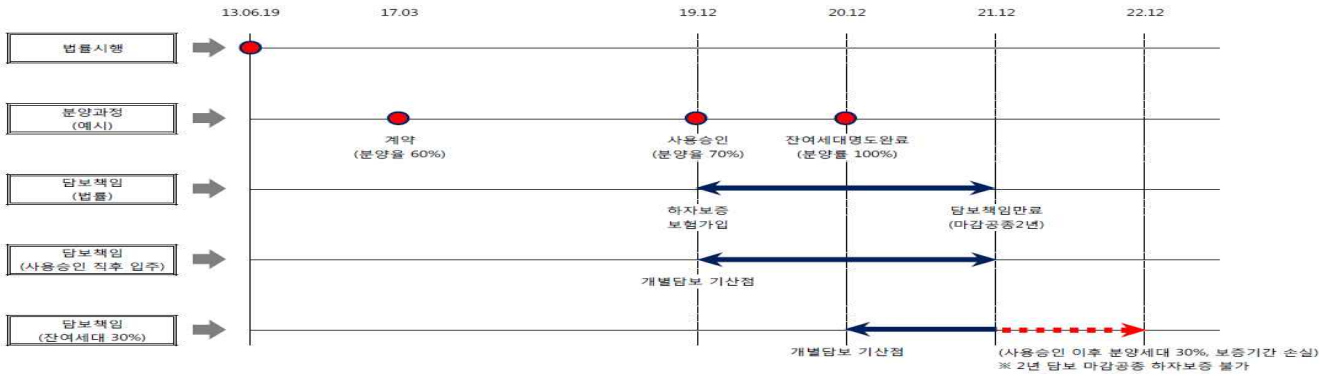 13.06.19 17.03 19.12 20.12 21.12 22.12
법률시행
분양과정
(예시)
계약
(분양율 60%)
사용승인
(분양율 70%)
잔여세대명도완료
(분양률 100%)
담보책임
(법률)
하자보증
보험가입
담보책임만료
(마감공종2년)
담보책임
(사용승인 직후 입주)
개별담보 기산점
담보책임
(잔여세대 30%)
개별담보 기산점
(사용승인 이후 분양세대 30%, 보증기간 손실)
※ 2년 담보 마감공종 하자보증 불가